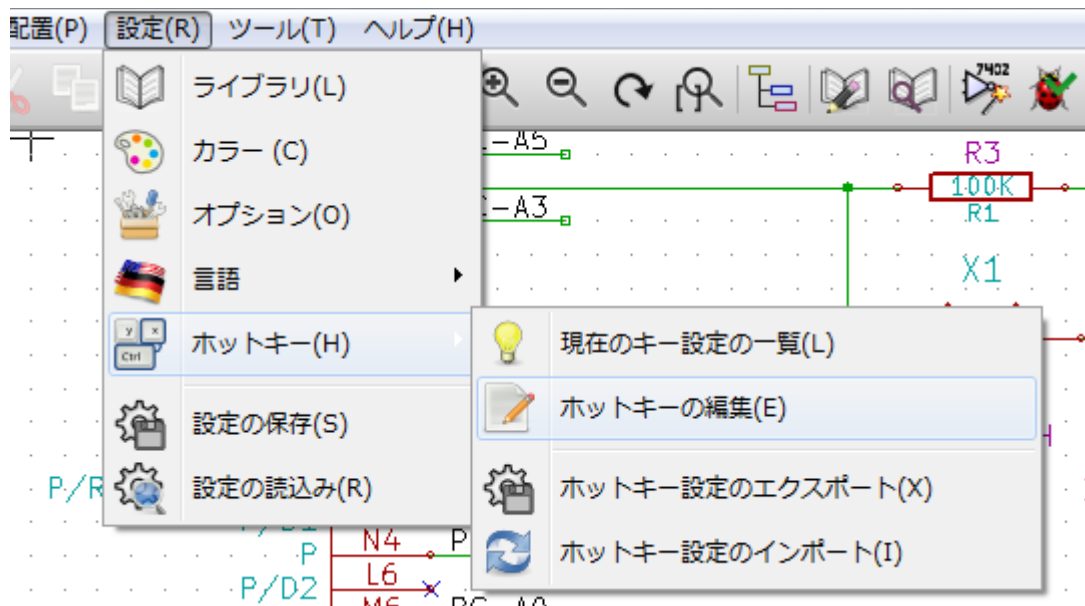 配置(P) 設定(R) ツール(T) ヘルプ(H)
7402
ライブラリ(L)
カラー (C)
オプション(O)
言語
y x
Ctrl
ホットキー(H)
設定の保存(S)
設定の読込み(R)
現在のキー設定の一覧(L)
ホットキーの編集(E)
ホットキー設定のエクスポート(X)
ホットキー設定のインポート(I)
-A5
R3
100K
-A3
R1
X1
P/R
N4 P
P
L6
P/D2